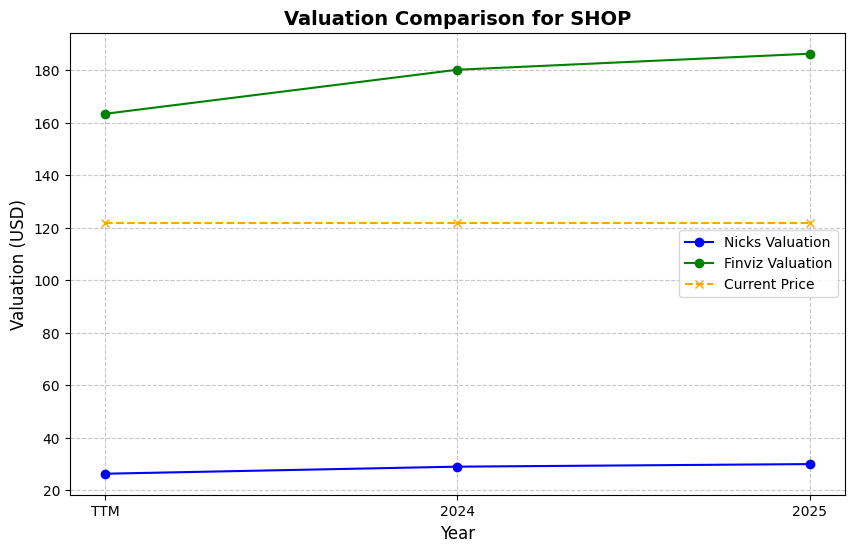 Valuation Comparison for SHOP
Valuation (USD)
180
160
140
120
100
80
60
40
20
Nicks Valuation
Finviz Valuation
Current Price
TTM
2024
2025
Year